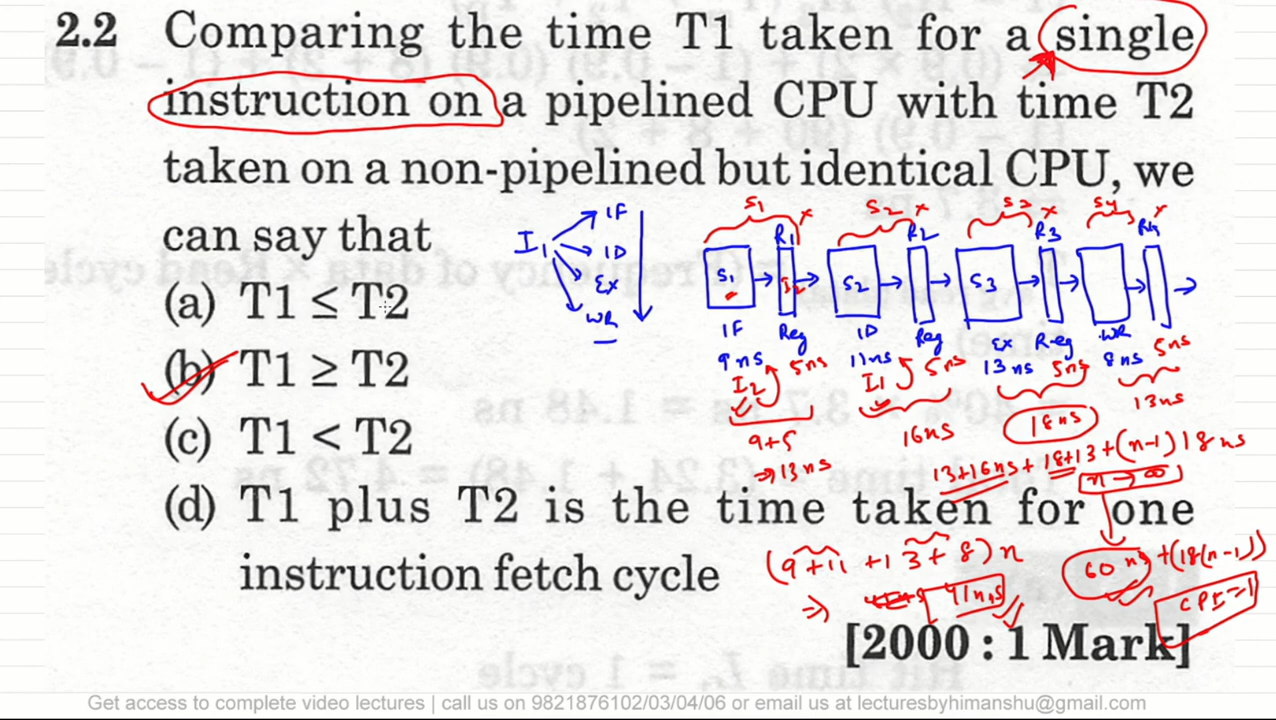 2.2 Comparing the time T1 taken for a single
instruction on a pipelined CPU with time T2
taken on a non-pipelined but identical CPU, we
can say that
(a) T1 ≤ T2
(b) T1 ≥ T2
(c) T1 < T2
(d) T1 plus T2 is the time taken for one
instruction fetch cycle
[2000 : 1 Mark]
I1
IF
ID
EX
WR
S1 S2 S3 S4
R1 R2 R3 R4
S1 I2 S2 S3
IF Reg ID Reg EX Reg WR
9ns 5ns 11ns 5ns 13ns 5ns 8ns 5ns
I2 I1
9+5
⇒13ns
16ns
18ns
13ns
13+16ns+18+13+(n-1)18ns
n→∞
(9+11+13+8)n
⇒ 41ns
60ns+(18(n-1))
CPI=1
Get access to complete video lectures | call us on 9821876102/03/04/06 or email us at lecturesbyhimanshu@gmail.com